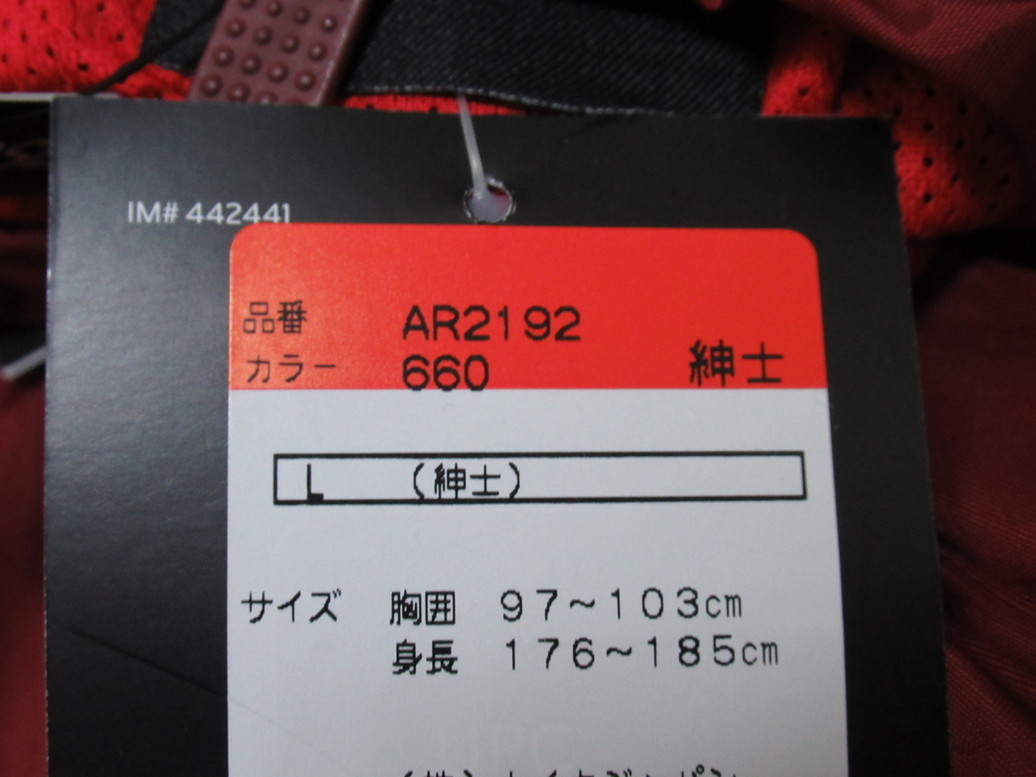 IM# 442441
品番 AR2192
カラー 660 紳士
L (紳士)
サイズ 胸囲 97~103cm
身長 176~185cm